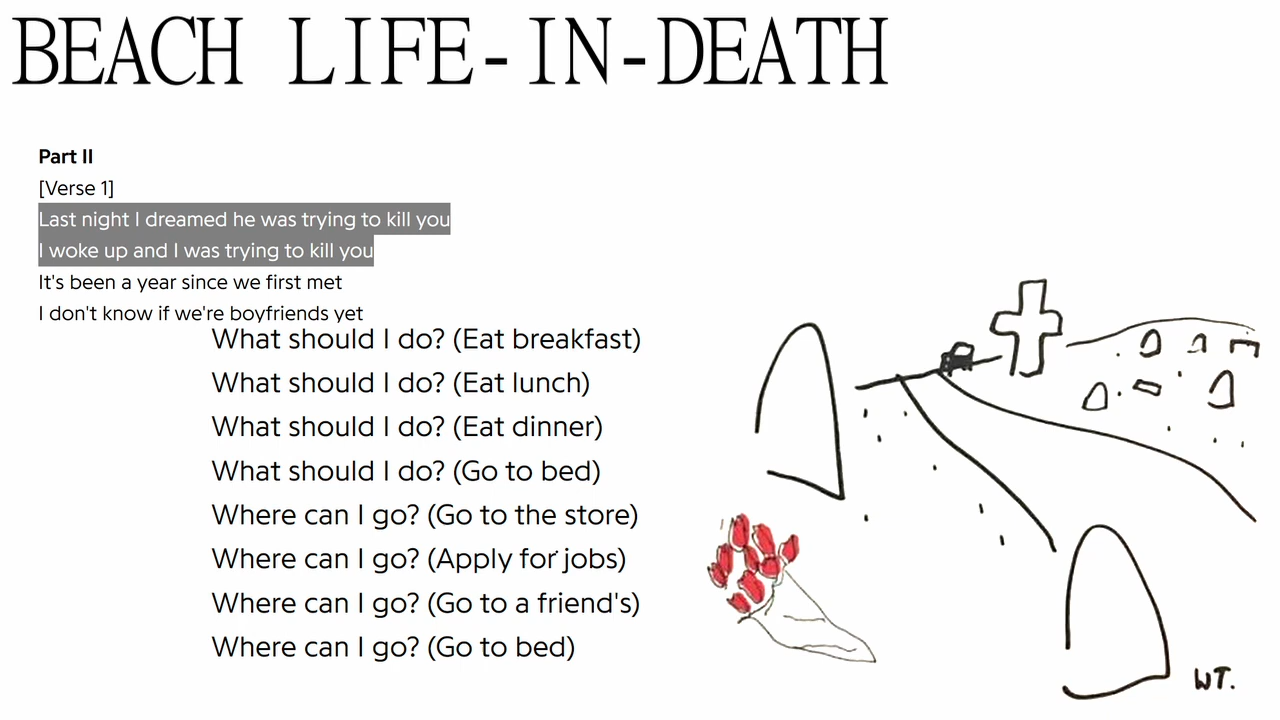 BEACH LIFE-IN-DEATH
Part II
[Verse 1]
Last night I dreamed he was trying to kill you
I woke up and I was trying to kill you
It's been a year since we first met
I don't know if we're boyfriends yet
What should I do? (Eat breakfast)
What should I do? (Eat lunch)
What should I do? (Eat dinner)
What should I do? (Go to bed)
Where can I go? (Go to the store)
Where can I go? (Apply for jobs)
Where can I go? (Go to a friend's)
Where can I go? (Go to bed)
WT.